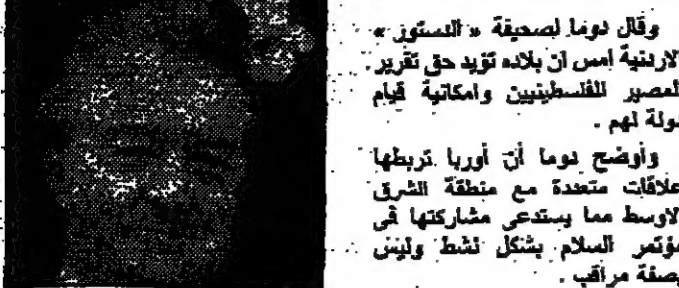 وقال دوما لصحيفة « الدستور »
الاردنية امس ان بلاده تؤيد حق تقرير
المصير للفلسطينيين وامكانية قيام
دولة لهم .
وأوضح دوما أن أوربا تربطها
علاقات متعددة مع منطقة الشرق
الاوسط مما يستدعى مشاركتها فى
مؤتمر السلام بشكل نشط وليس
بصفة مراقب .